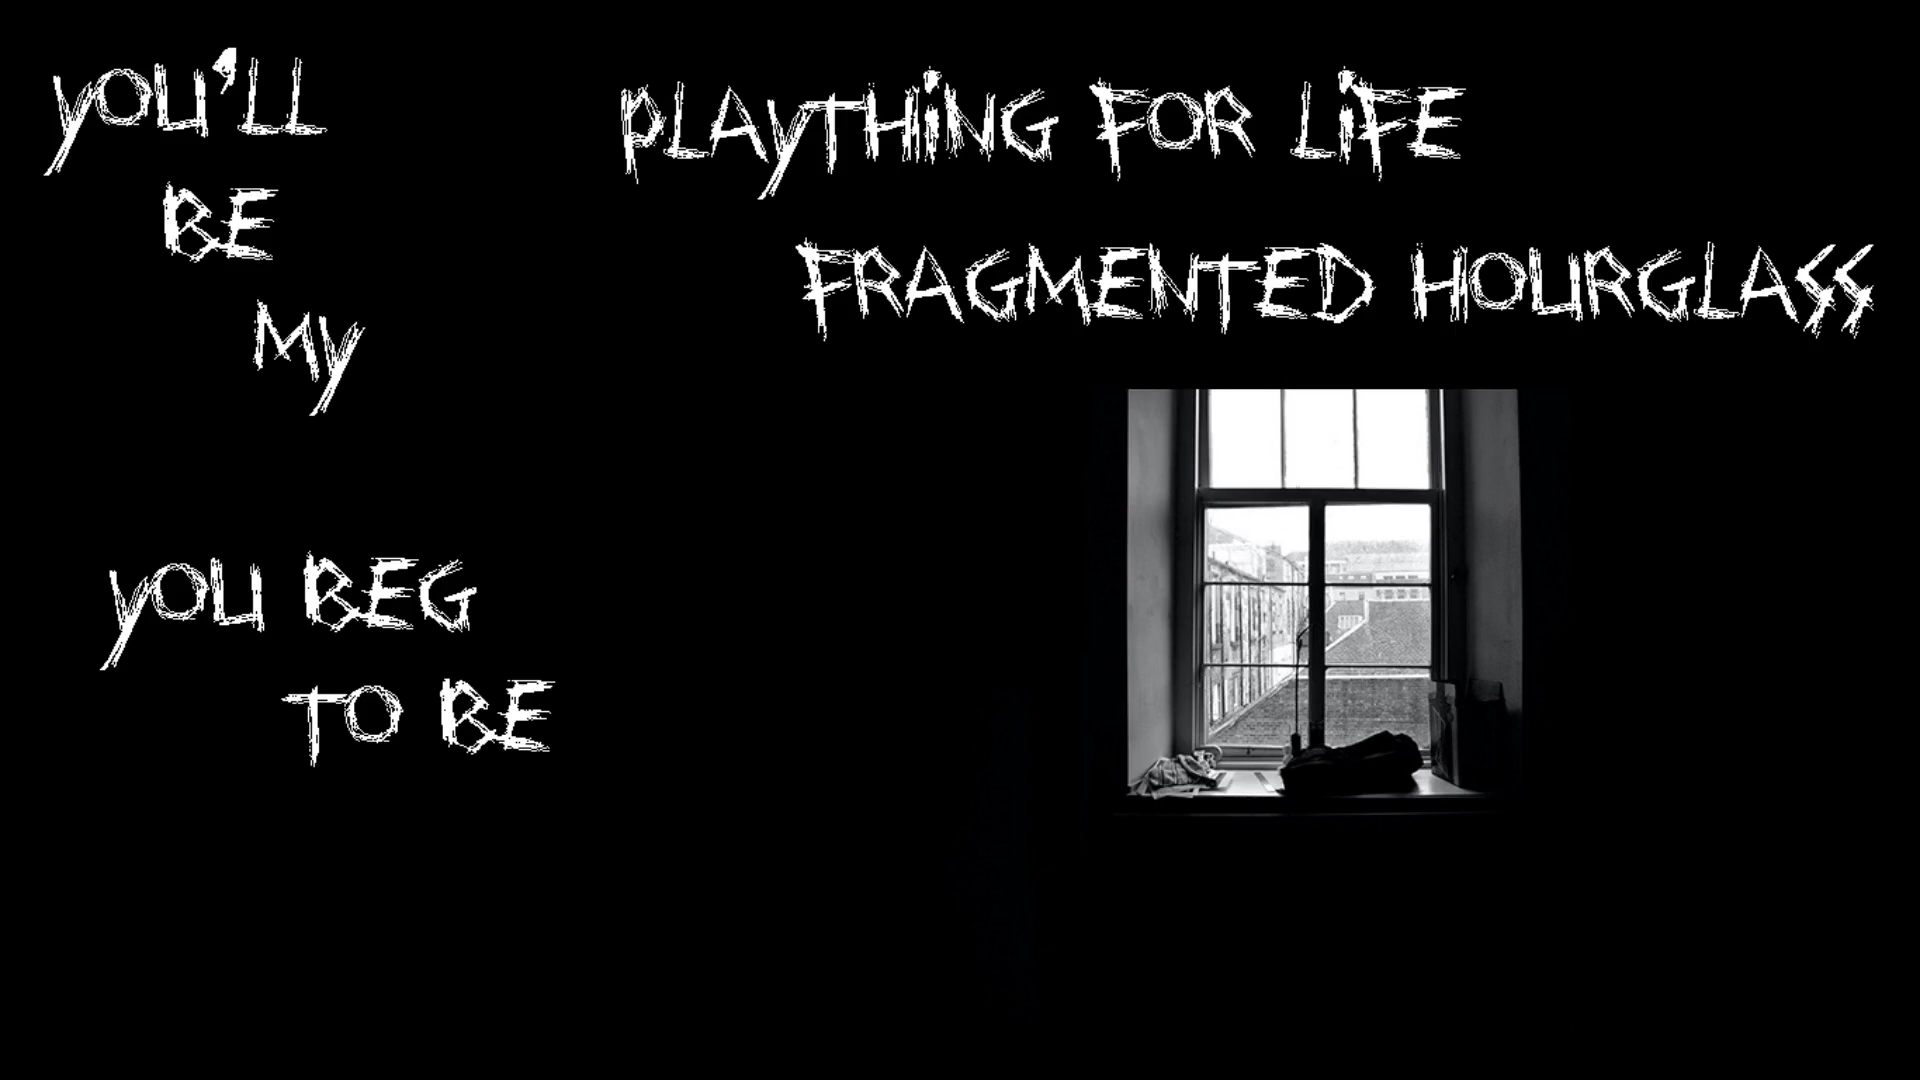 YOU'LL
BE
MY
PLAYTHING FOR LiFE
FRAGMENTED HOURGLASS
YOU BEG
TO BE